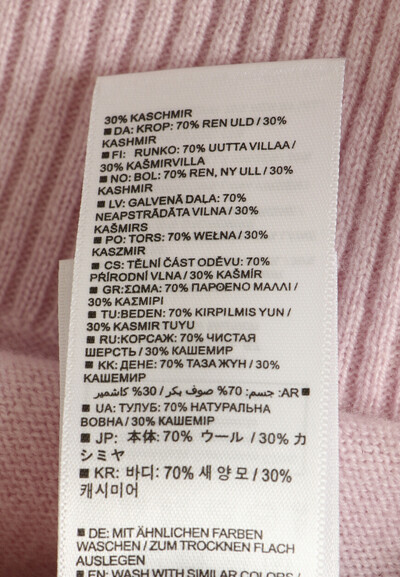 30% KASCHMIR
■ DA: KROP: 70% REN ULD / 30%
KASHMIR
■ FI: RUNKO: 70% UUTTA VILLAA /
30% KAŠMIRVILLA
■ NO: BOL: 70% REN, NY ULL / 30%
KASHMIR
■ LV: GALVENĀ DAĻA: 70%
NEAPSTRĀDĀTA VILNA / 30%
KAŠMIRS
■ PO: TORS: 70% WEŁNA / 30%
KASZMIR
■ CS: TĚLNÍ ČÁST ODĚVU: 70%
PŘÍRODNÍ VLNA / 30% KAŠMÍR
■ GR:ΣΩΜΑ: 70% ΠΑΡΘΕΝΟ ΜΑΛΛΙ /
30% ΚΑΣΜΙΡΙ
■ TU:BEDEN: 70% KIRPILMIS YUN /
30% KASMIR TUYU
■ RU:КОРСАЖ: 70% ЧИСТАЯ
ШЕРСТЬ / 30% КАШЕМИР
■ KK: ДЕНЕ: 70% ТАЗА ЖҮН / 30%
КАШЕМИР
■ AR: جسم: 70% صوف بكر / 30% كاشمير
■ UA: ТУЛУБ: 70% НАТУРАЛЬНА
ВОВНА / 30% КАШЕМІР
■ JP: 本体: 70% ウール / 30% カ
シミヤ
■ KR: 바디: 70% 새 양 모 / 30%
캐시미어
■ DE: MIT ÄHNLICHEN FARBEN
WASCHEN / ZUM TROCKNEN FLACH
AUSLEGEN
■ EN: WASH WITH SIMILAR COLORS /